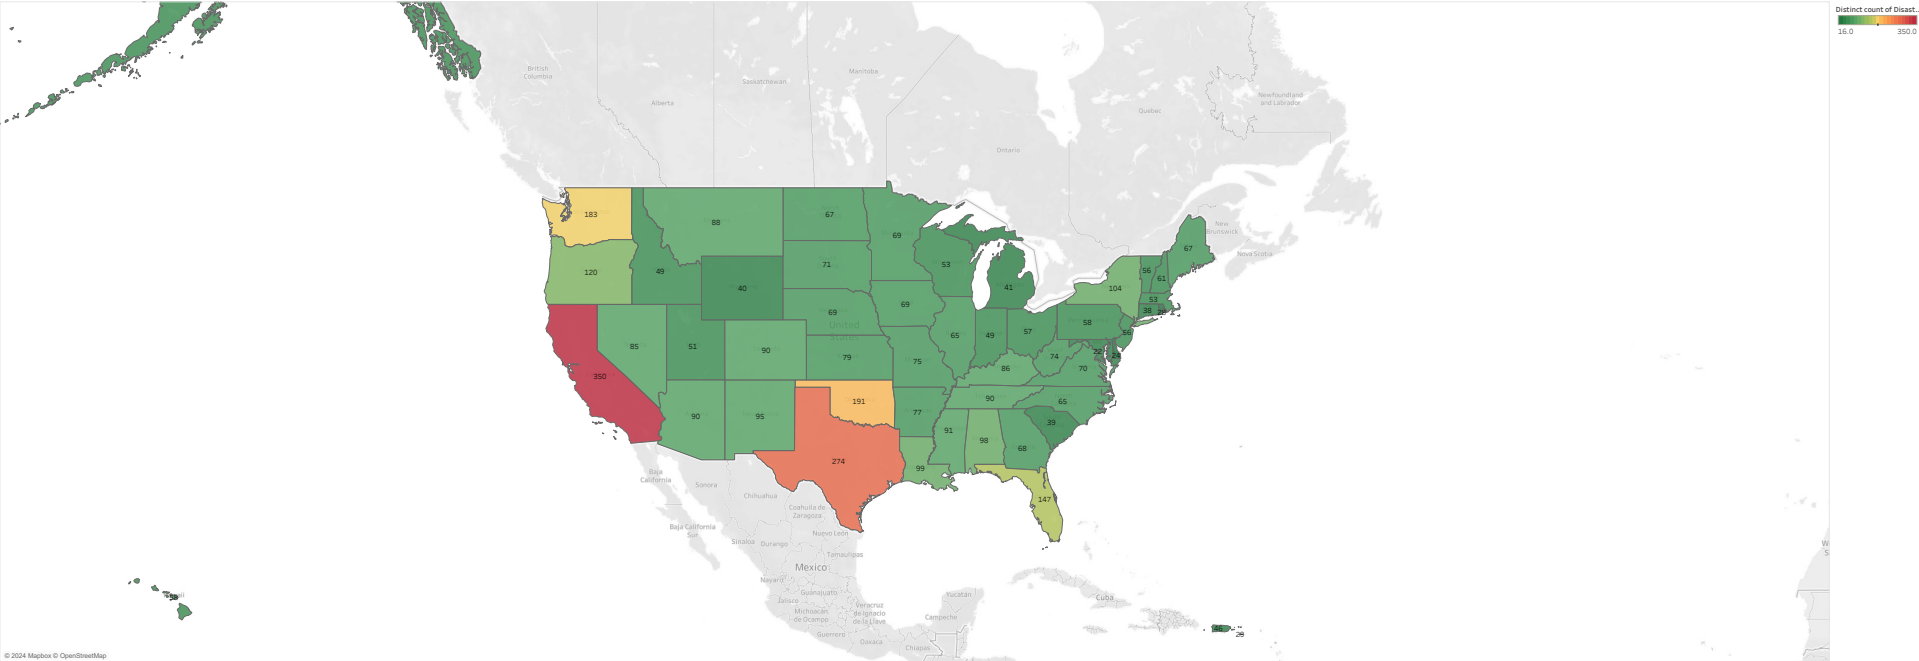 Distinct count of Disast..
16.0 350.0
British
Columbia
Alberta
Saskatchewan
Manitoba
Ontario
Quebec
Newfoundland
and Labrador
New
Brunswick
Nova Scotia
183
88
67
69
120
49
40
71
53
41
104
56
61
67
53
38
350
85
51
90
69
69
65
49
57
58
56
79
75
86
74
70
22
24
United
States
90
95
191
77
90
65
39
274
99
91
98
68
147
Baja
California
Sonora
Chihuahua
Coahuila de
Zaragoza
Baja California
Sur
Sinaloa
Durango
Nuevo León
Tamaulipas
Mexico
Nayarit
Guanajuato
Jalisco
Michoacán
de Ocampo
Veracruz
de Ignacio
de la Llave
Guerrero
Oaxaca
Chiapas
Campeche
Yucatán
Cuba
46
29
W
S
© 2024 Mapbox © OpenStreetMap